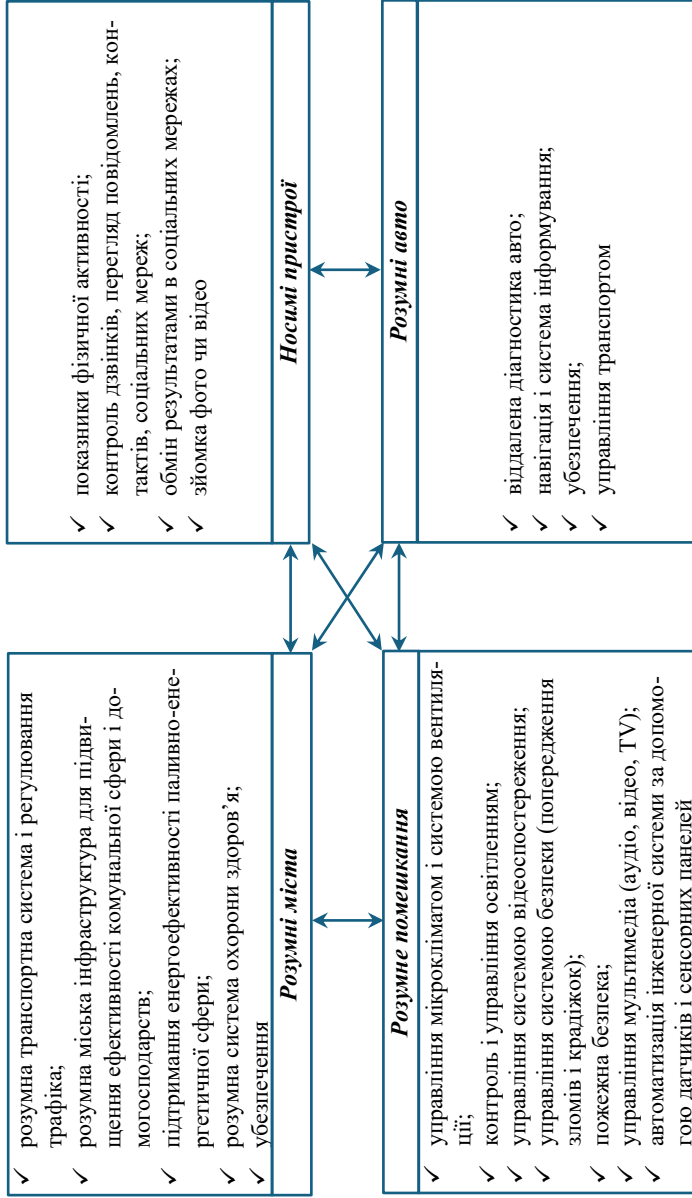 розумна транспортна система і регулювання
трафіка;
розумна міська інфраструктура для підви-
щення ефективності комунальної сфери і до-
могосподарств;
підтримання енергоефективності паливно-ене-
ргетичної сфери;
розумна система охорони здоров’я;
убезпечення
Розумні міста
показники фізичної активності;
контроль дзвінків, перегляд повідомлень, кон-
тактів, соціальних мереж;
обмін результатами в соціальних мережах;
зйомка фото чи відео
Носимі пристрої
Розумне помешкання
управління мікрокліматом і системою вентиля-
ції;
контроль і управління освітленням;
управління системою відеоспостереження;
управління системою безпеки (попередження
зломів і крадіжок);
пожежна безпека;
управління мультимедіа (аудіо, відео, TV);
автоматизація інженерної системи за допомо-
гою датчиків і сенсорних панелей
Розумні авто
віддалена діагностика авто;
навігація і система інформування;
убезпечення;
управління транспортом